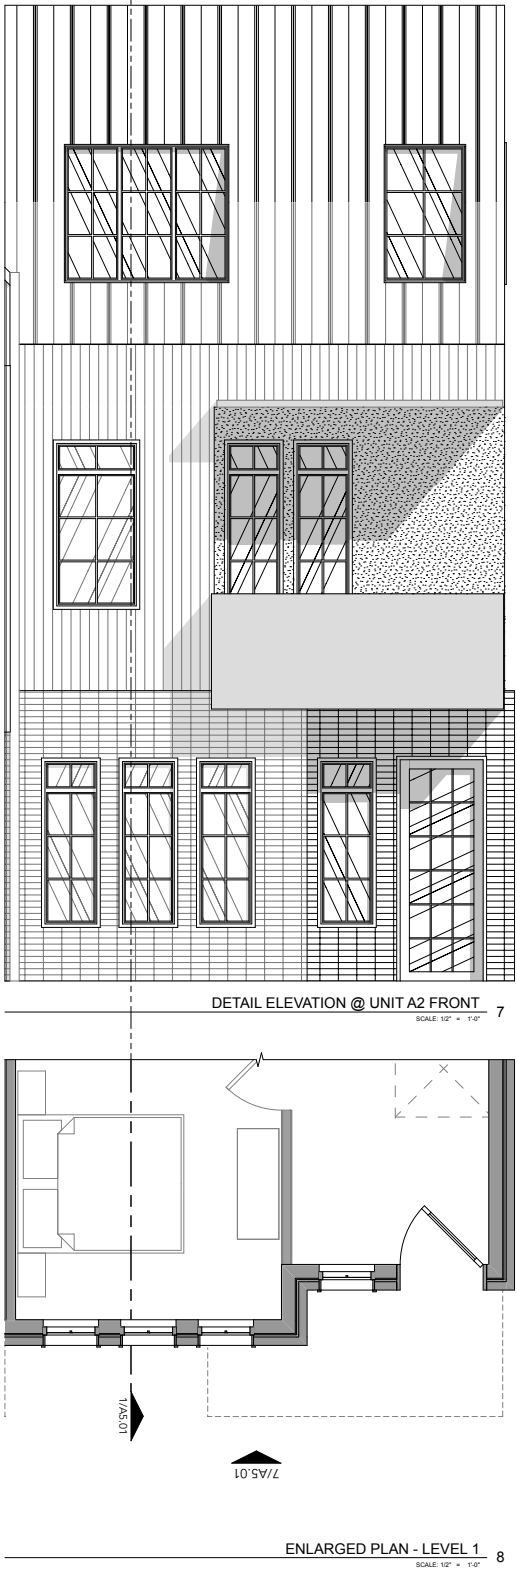 DETAIL ELEVATION @ UNIT A2 FRONT 7
SCALE: 1/2" = 1'-0"
1/A5.01
7/A5.01
ENLARGED PLAN - LEVEL 1 8
SCALE: 1/2" = 1'-0"